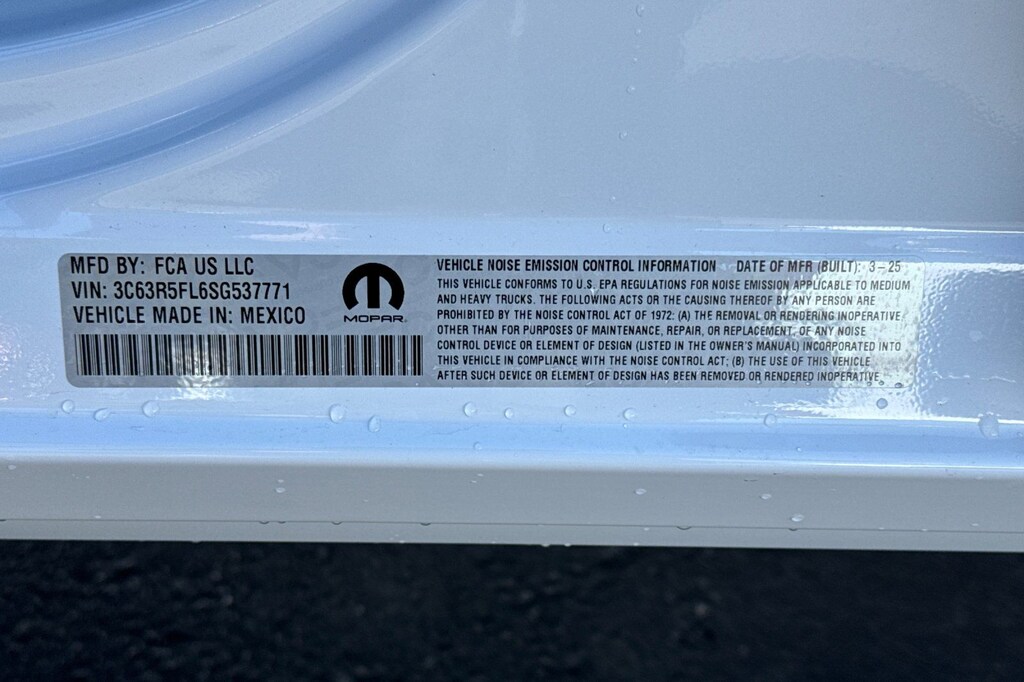 MFD BY: FCA US LLC
VIN: 3C63R5FL6SG537771
VEHICLE MADE IN: MEXICO
MOPAR
VEHICLE NOISE EMISSION CONTROL INFORMATION DATE OF MFR (BUILT): 3-25
THIS VEHICLE CONFORMS TO U.S. EPA REGULATIONS FOR NOISE EMISSION APPLICABLE TO MEDIUM
AND HEAVY TRUCKS. THE FOLLOWING ACTS OR THE CAUSING THEREOF BY ANY PERSON ARE
PROHIBITED BY THE NOISE CONTROL ACT OF 1972: (A) THE REMOVAL OR RENDERING INOPERATIVE
OTHER THAN FOR PURPOSES OF MAINTENANCE, REPAIR, OR REPLACEMENT, OF ANY NOISE
CONTROL DEVICE OR ELEMENT OF DESIGN (LISTED IN THE OWNER'S MANUAL) INCORPORATED INTO
THIS VEHICLE IN COMPLIANCE WITH THE NOISE CONTROL ACT; (B) THE USE OF THIS VEHICLE
AFTER SUCH DEVICE OR ELEMENT OF DESIGN HAS BEEN REMOVED OR RENDERED INOPERATIVE.